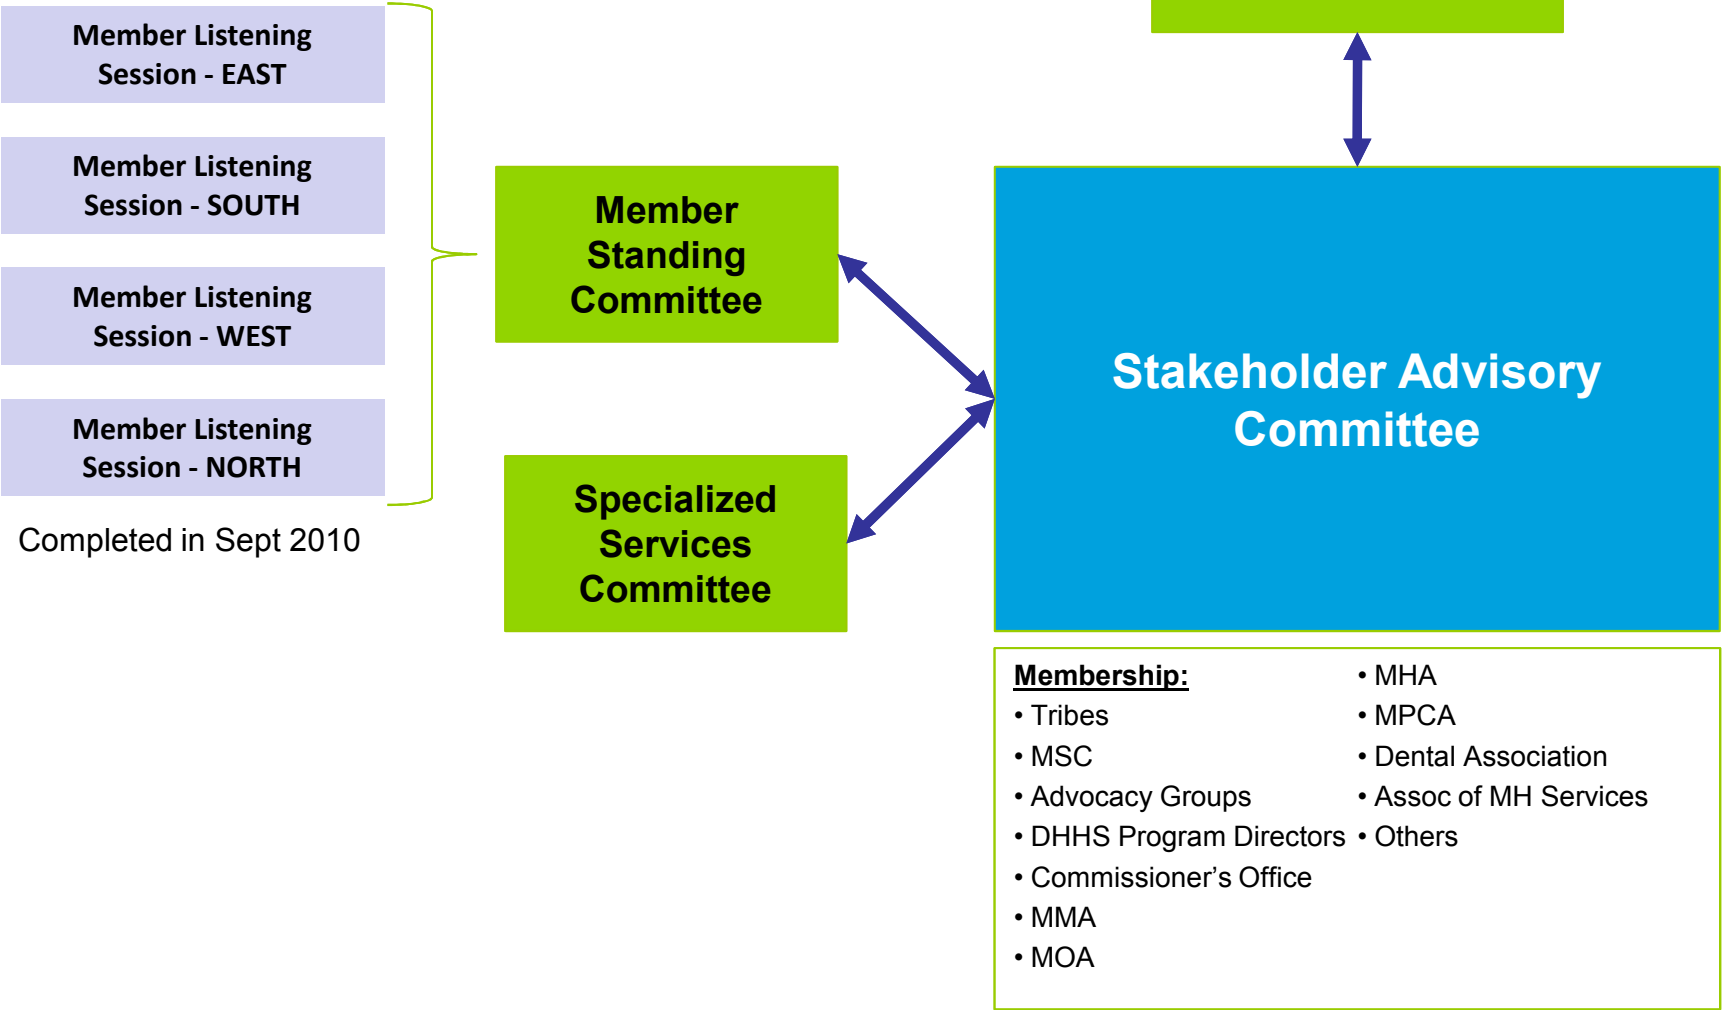 Member Listening
Session - EAST
Member Listening
Session - SOUTH
Member Listening
Session - WEST
Member Listening
Session - NORTH
Completed in Sept 2010
Member
Standing
Committee
Specialized
Services
Committee
Stakeholder Advisory
Committee
Membership:
• Tribes
• MSC
• Advocacy Groups
• DHHS Program Directors
• Commissioner’s Office
• MMA
• MOA
• MHA
• MPCA
• Dental Association
• Assoc of MH Services
• Others